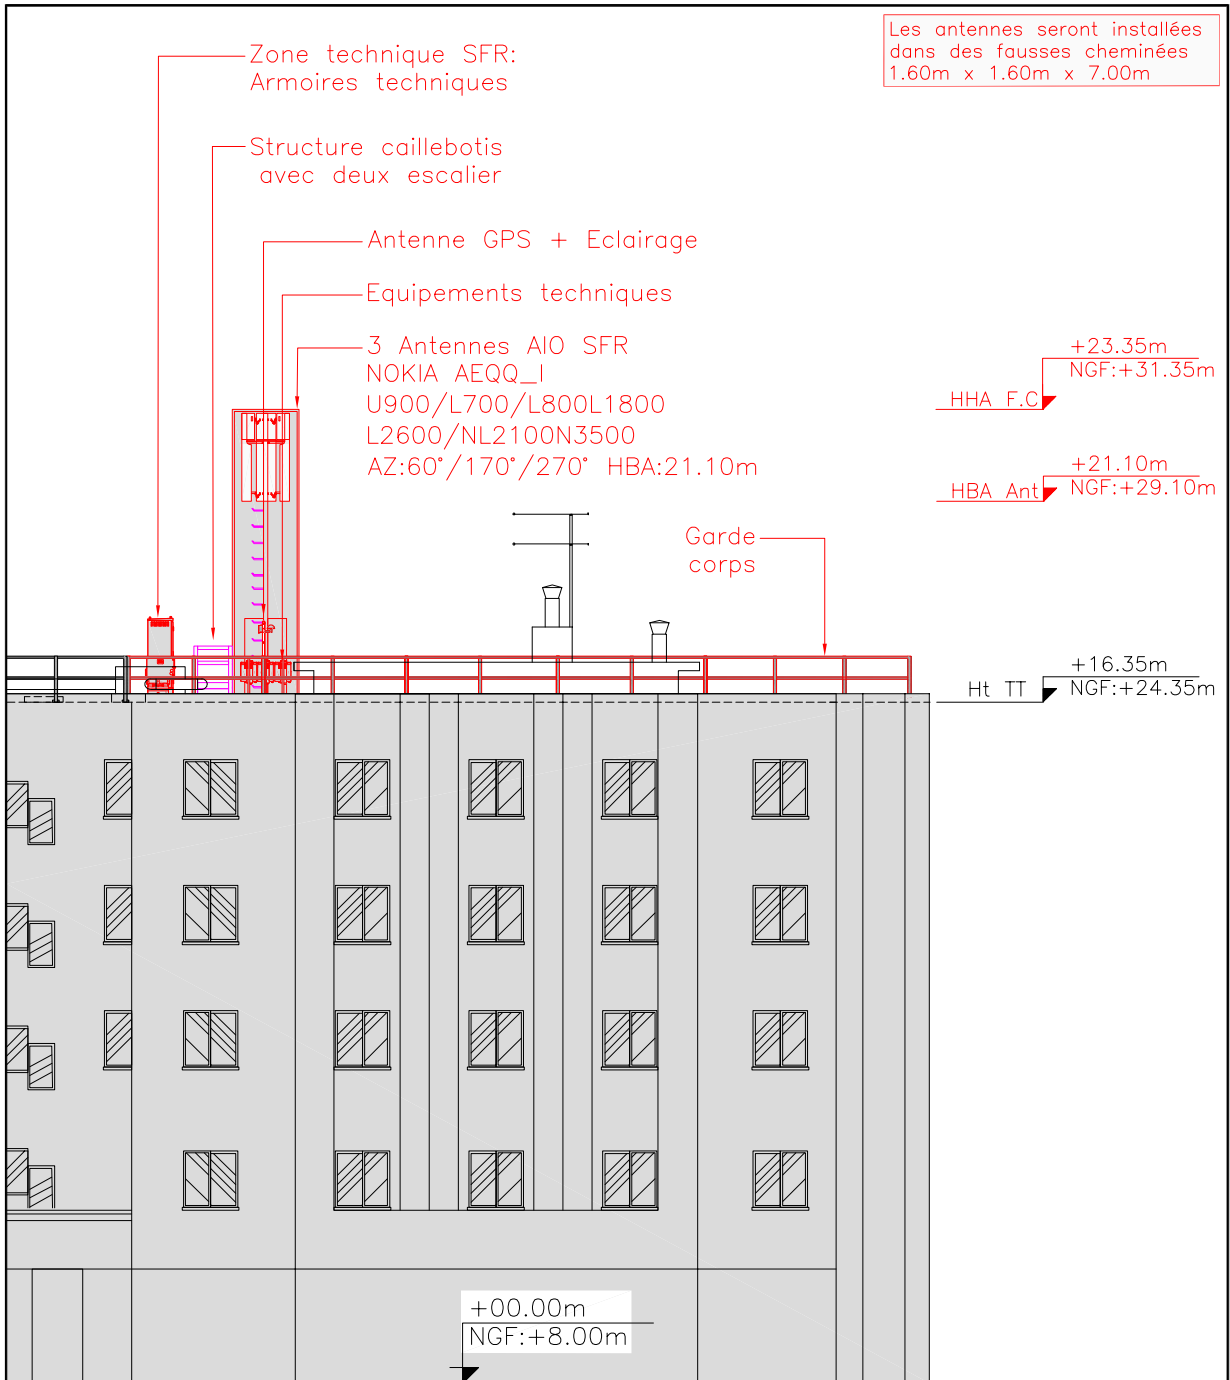 Les antennes seront installées
dans des fausses cheminées
1.60m x 1.60m x 7.00m
Zone technique SFR:
Armoires techniques
Structure caillebotis
avec deux escalier
Antenne GPS + Eclairage
Equipements techniques
3 Antennes AIO SFR
NOKIA AEQQ_I
U900/L700/L800L1800
L2600/NL2100N3500
AZ:60°/170°/270° HBA:21.10m
+23.35m
NGF:+31.35m
HHA F.C
+21.10m
NGF:+29.10m
HBA Ant
Garde
corps
+16.35m
NGF:+24.35m
Ht TT
+00.00m
NGF:+8.00m